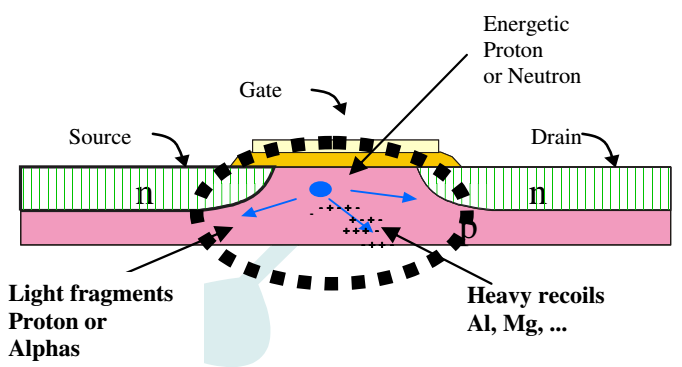 Energetic
Proton
or Neutron
Gate
Source
Drain
n
n
p
- +-+-+
-
+-+-+
+++-+
+++-+
Light fragments
Proton or
Alphas
Heavy recoils
Al, Mg, ...